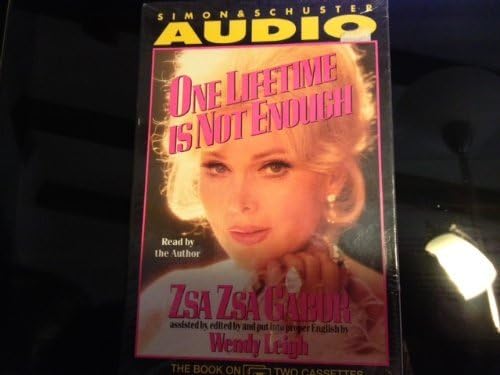 SIMON & SCHUSTER
AUDIO
ONE LIFETIME
IS NOT ENOUGH
Read by
the Author
ZSA ZSA GABOR
assisted by, edited by and put into proper English by
Wendy Leigh
THE BOOK ON TWO CASSETTES